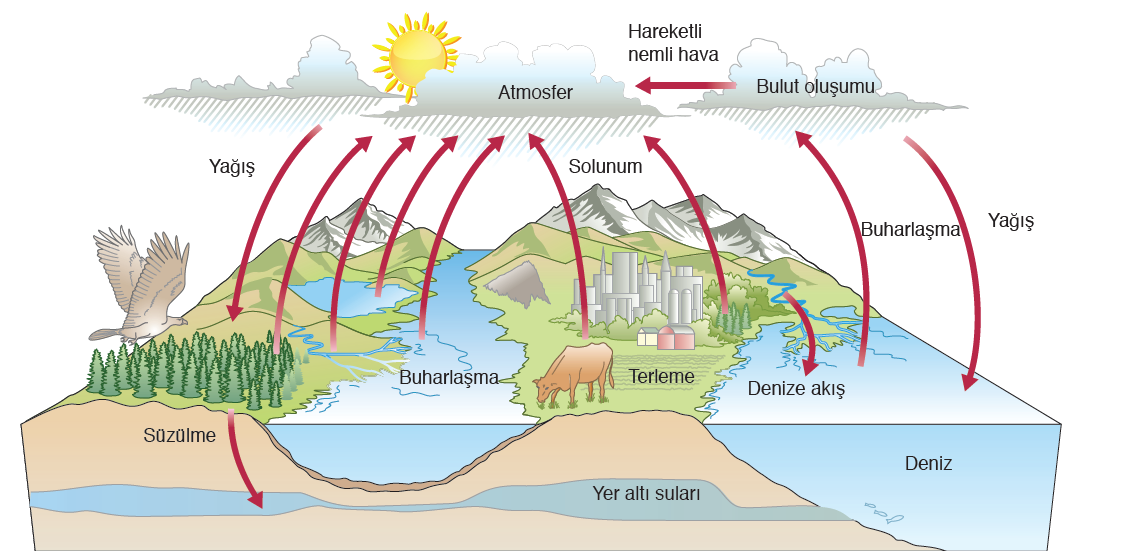 Hareketli
nemli hava
Atmosfer
Bulut oluşumu
Yağış
Solunum
Buharlaşma
Yağış
Buharlaşma
Terleme
Denize akış
Süzülme
Deniz
Yer altı suları